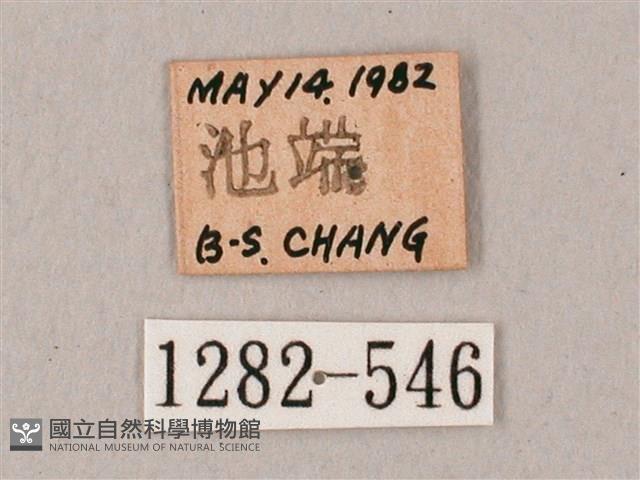 MAY 14. 1982
池端
B-S. CHANG
1282-546
國立自然科學博物館
NATIONAL MUSEUM OF NATURAL SCIENCE